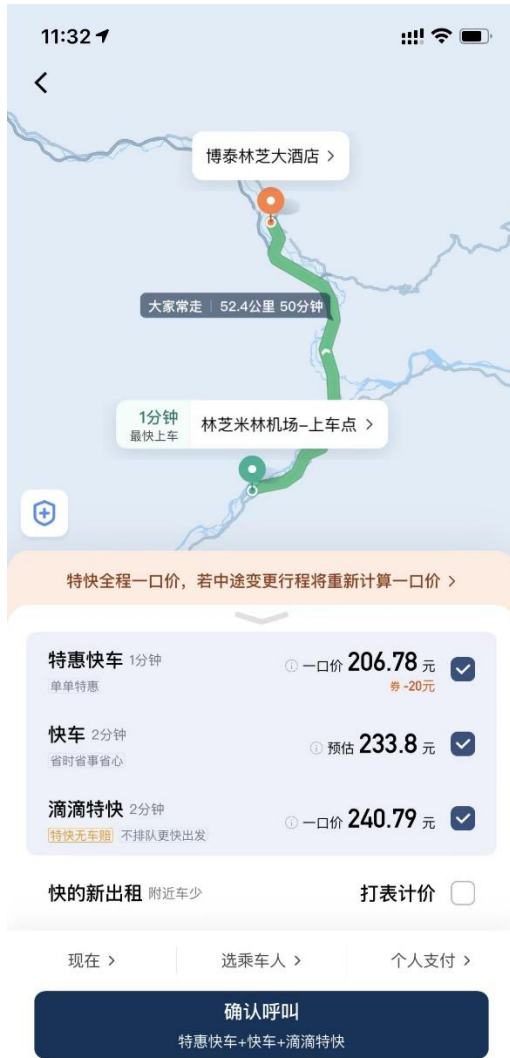 11:32
博泰林芝大酒店 >
大家常走 | 52.4公里 50分钟
1分钟
最快上车
林芝米林机场-上车点 >
特快全程一口价，若中途变更行程将重新计算一口价 >
特惠快车 1分钟
一口价 206.78 元
单单特惠
券 -20元
快车 2分钟
预估 233.8 元
省时省事省心
滴滴特快 2分钟
一口价 240.79 元
特快无车赔 不排队更快出发
快的新出租 附近车少
打表计价
现在 >
选乘车人 >
个人支付 >
确认呼叫
特惠快车+快车+滴滴特快